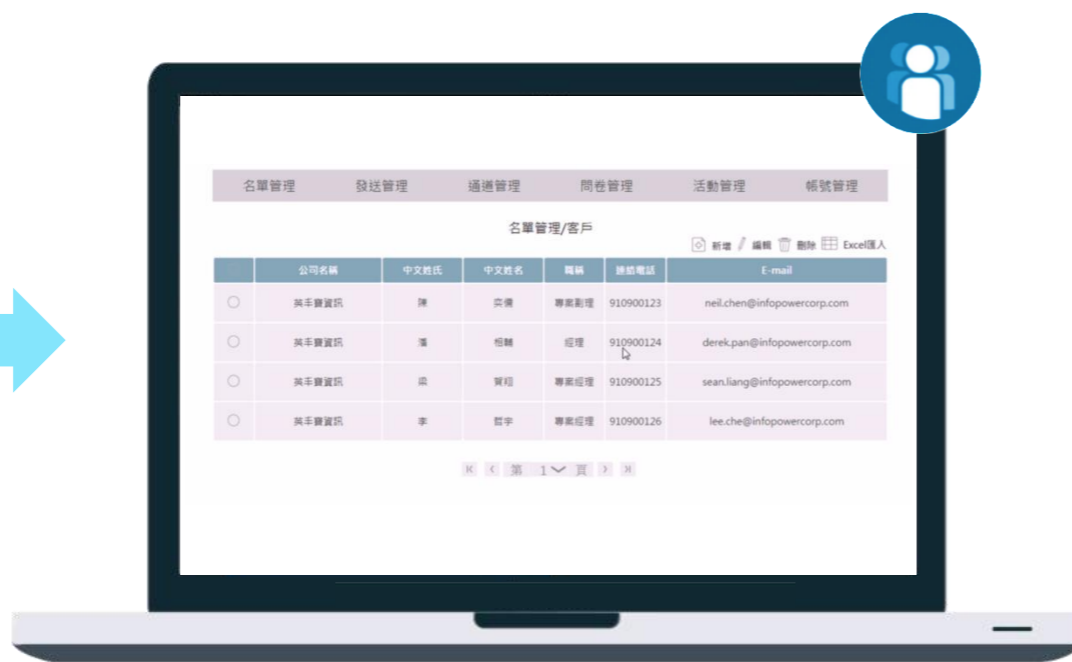 名單管理 發送管理 通道管理 問卷管理 活動管理 帳號管理
名單管理/客戶
新增 編輯 刪除 Excel匯入
公司名稱 中文姓氏 中文姓名 職稱 連絡電話 E-mail
英丰寶資訊 陳 專案副理 910900123 neil.chen@infopowercorp.com
英丰寶資訊 潘 經理 910900124 derek.pan@infopowercorp.com
英丰寶資訊 梁 專案經理 910900125 sean.liang@infopowercorp.com
英丰寶資訊 李 哲宇 專案經理 910900126 lee.che@infopowercorp.com
第 1 頁